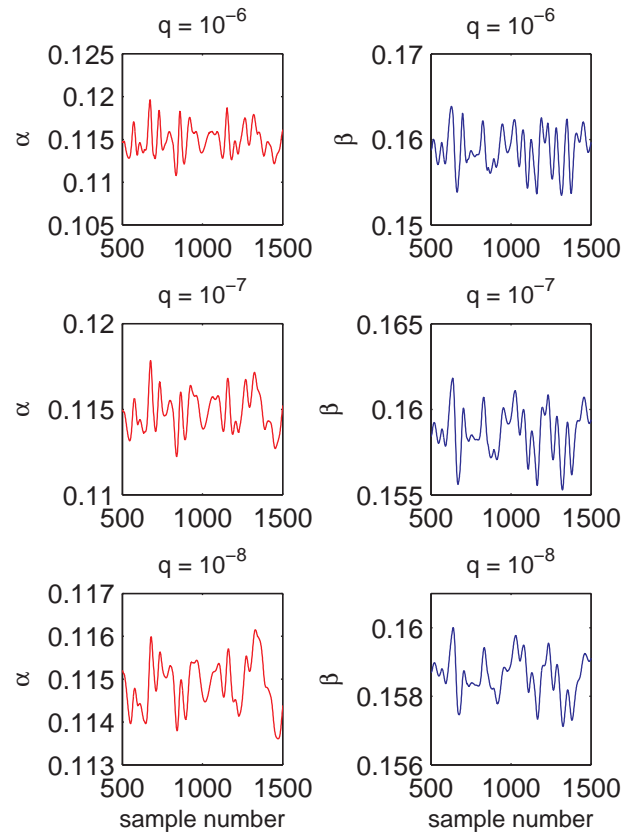 q = 10⁻⁶
q = 10⁻⁶
0.125
0.12
0.115
0.11
0.105
α
500 1000 1500
0.17
0.16
0.15
β
500 1000 1500
q = 10⁻⁷
q = 10⁻⁷
0.12
0.115
0.11
α
500 1000 1500
0.165
0.16
0.155
β
500 1000 1500
q = 10⁻⁸
q = 10⁻⁸
0.117
0.116
0.115
0.114
0.113
α
500 1000 1500
sample number
0.16
0.158
0.156
β
500 1000 1500
sample number